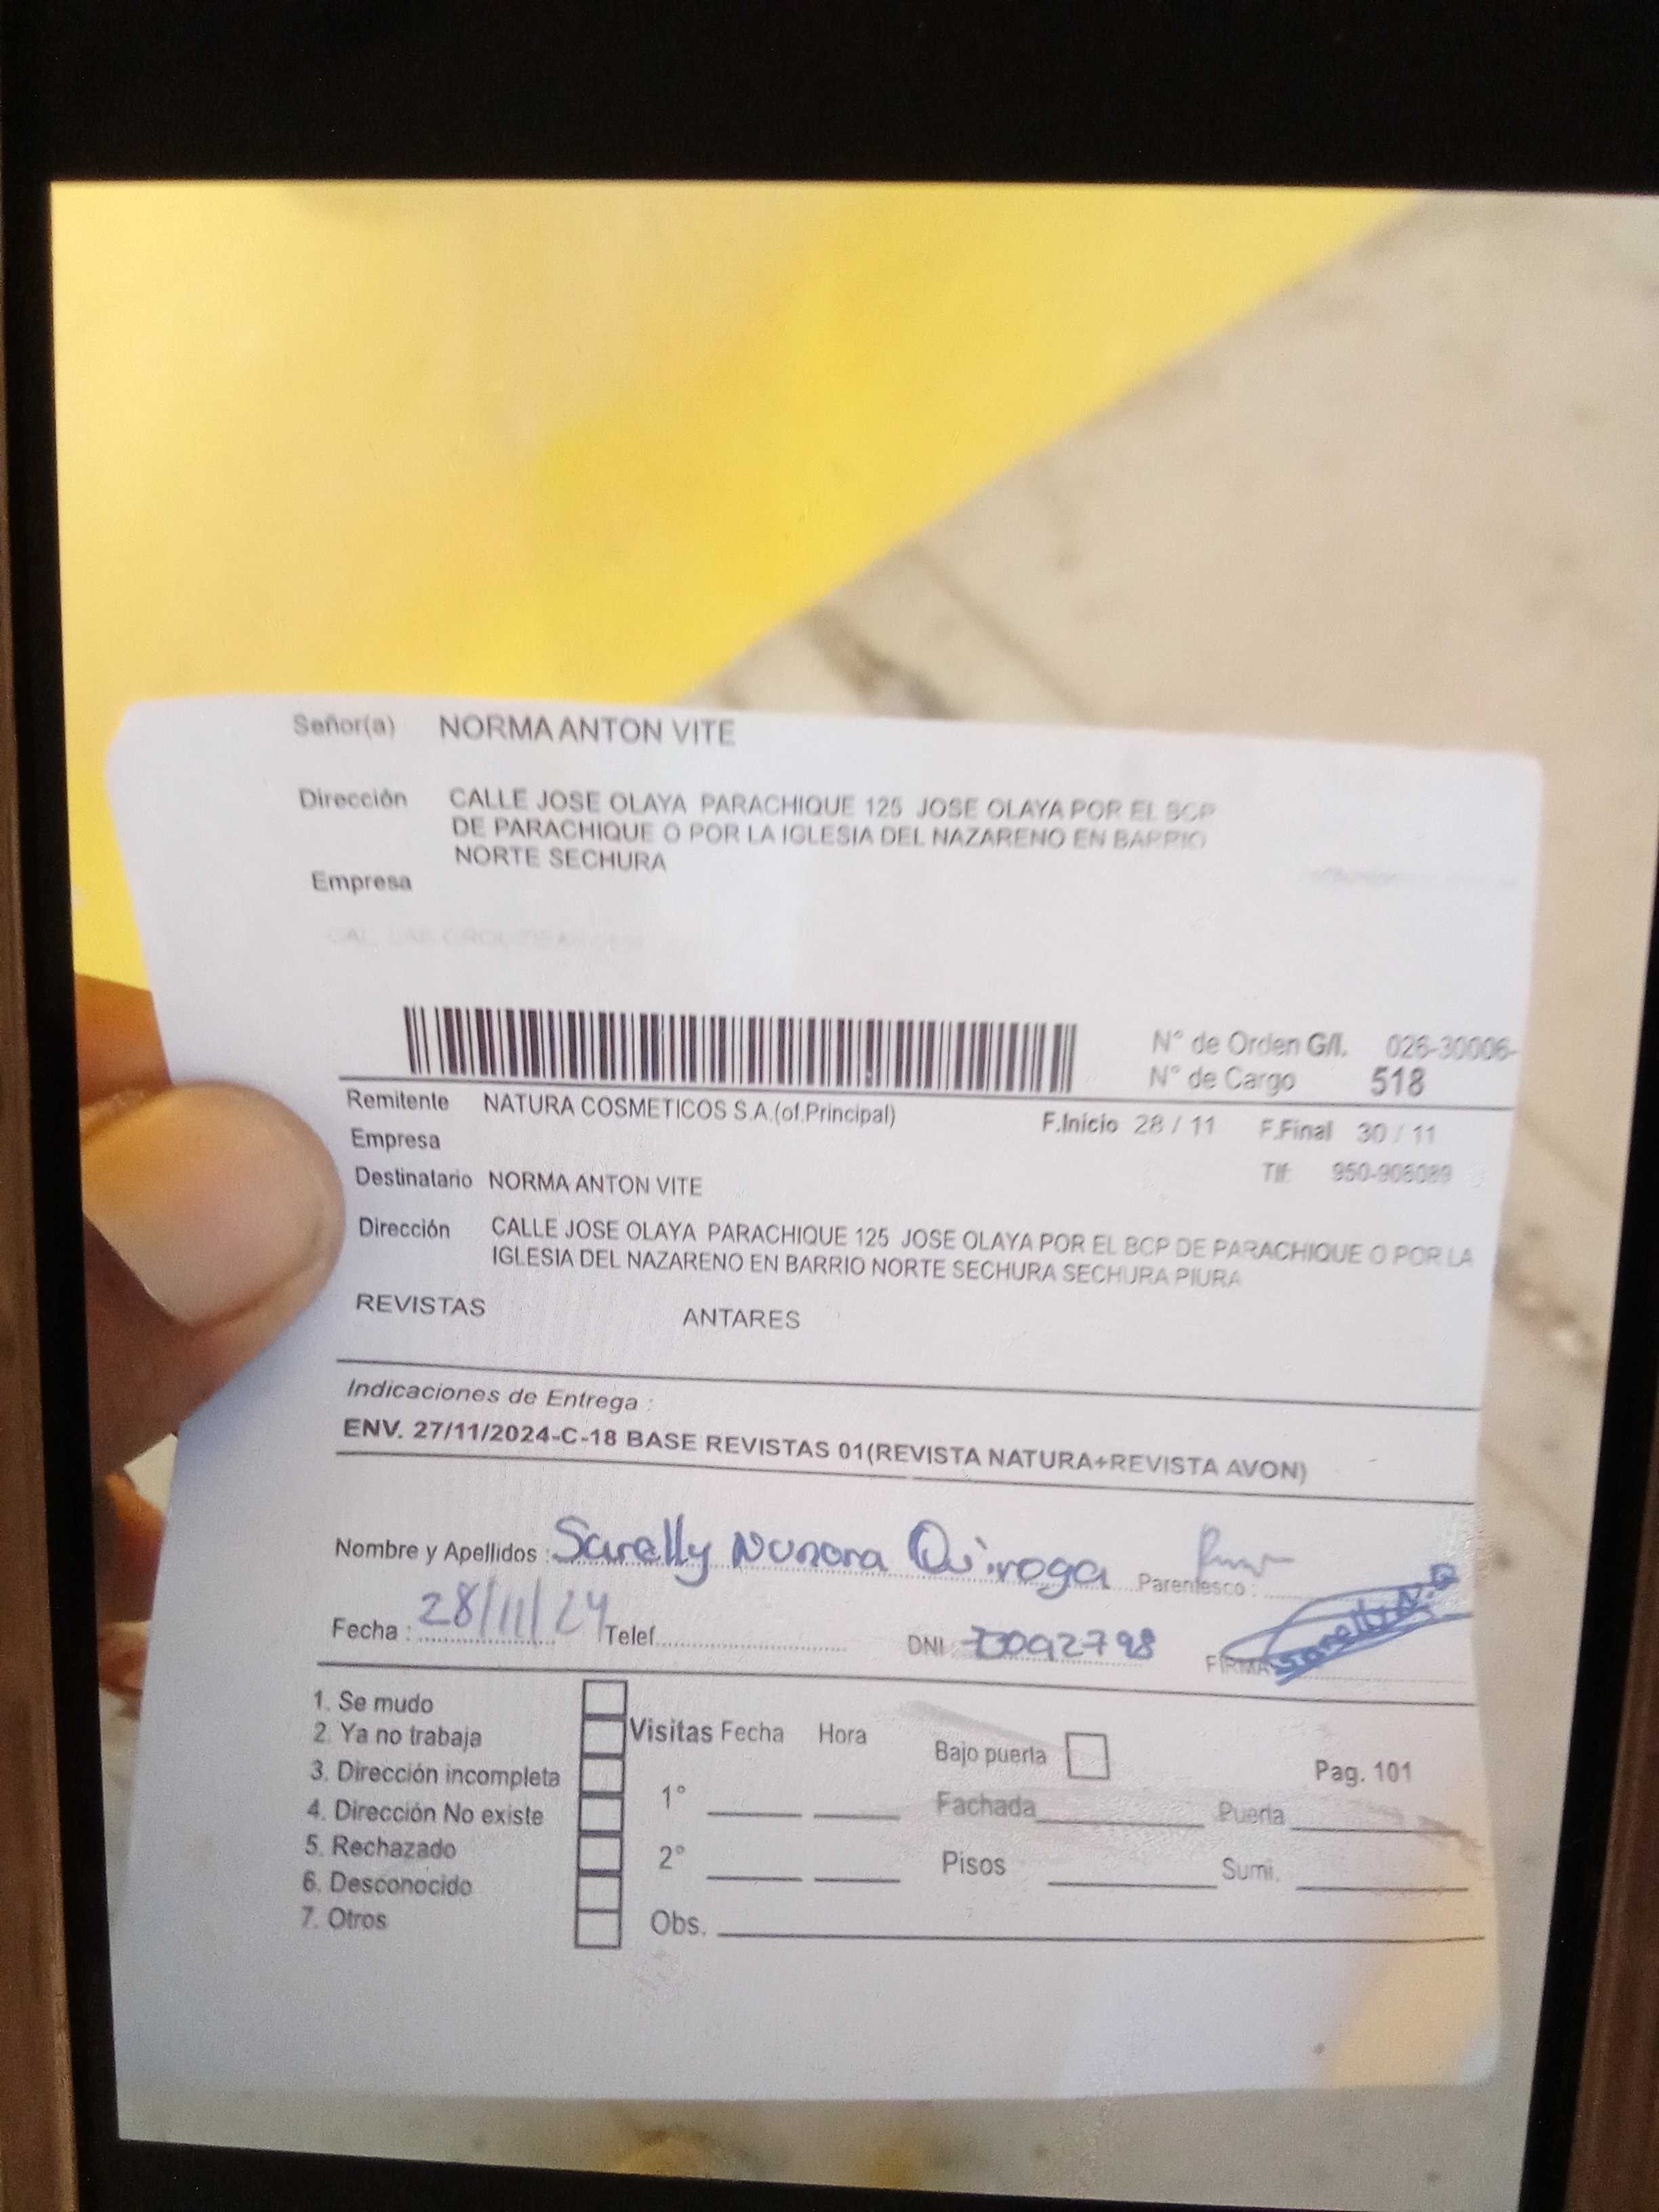 Señor(a) NORMA ANTON VITE
Dirección CALLE JOSE OLAYA PARACHIQUE 125 JOSE OLAYA POR EL BCP
DE PARACHIQUE O POR LA IGLESIA DEL NAZARENO EN BARRIO
NORTE SECHURA
Empresa
N° de Orden G/I. 026-30006-
N° de Cargo 518
Remitente NATURA COSMETICOS S.A.(of.Principal) F.Inicio 28 / 11 F.Final 30 / 11
Empresa
Tlf: 950-906089
Destinatario NORMA ANTON VITE
Dirección CALLE JOSE OLAYA PARACHIQUE 125 JOSE OLAYA POR EL BCP DE PARACHIQUE O POR LA
IGLESIA DEL NAZARENO EN BARRIO NORTE SECHURA SECHURA PIURA
REVISTAS ANTARES
Indicaciones de Entrega :
ENV. 27/11/2024-C-18 BASE REVISTAS 01(REVISTA NATURA+REVISTA AVON)
Nombre y Apellidos : Sarelly Nunora Quiroga Parentesco :
Fecha : 28/11/24 Telef. DNI 73092798 FIRMA
1. Se mudo
2. Ya no trabaja
3. Dirección incompleta
4. Dirección No existe
5. Rechazado
6. Desconocido
7. Otros
Visitas Fecha Hora
1°
2°
Obs.
Bajo puerta
Fachada Puerta
Pisos Sumi.
Pag. 101